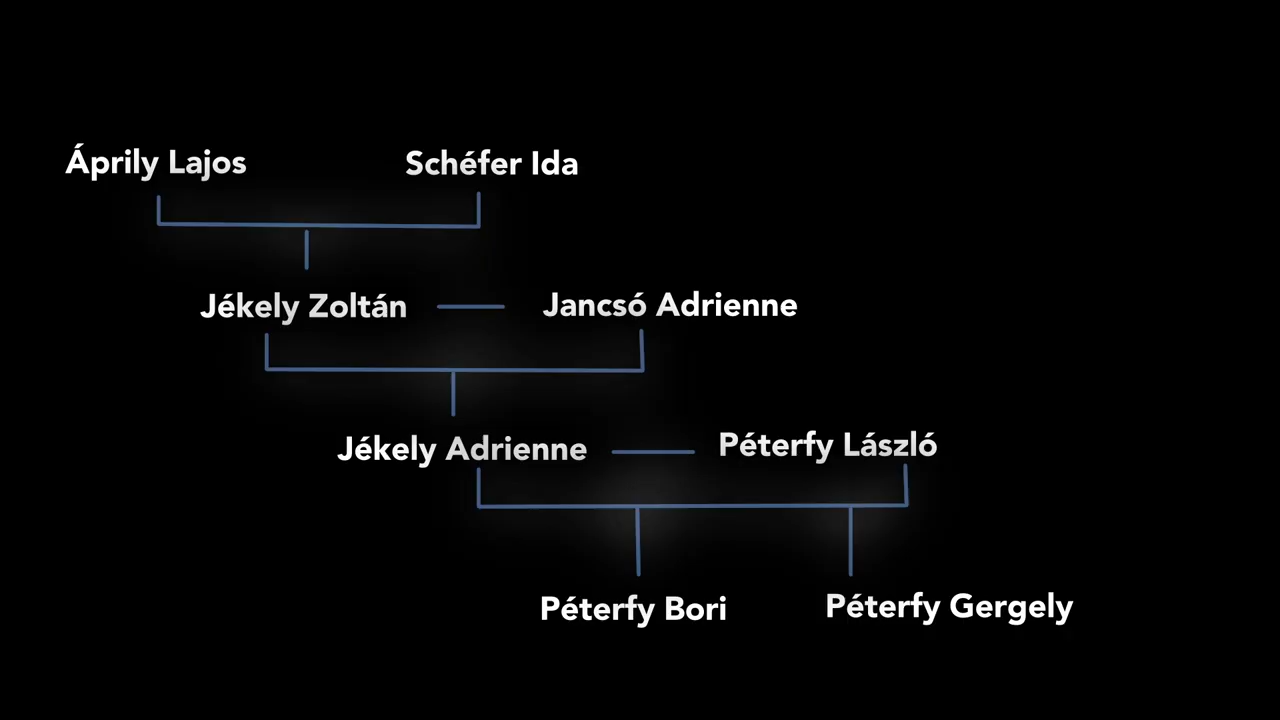 Áprily Lajos
Schéfer Ida
Jékely Zoltán
Jancsó Adrienne
Jékely Adrienne
Péterfy László
Péterfy Bori
Péterfy Gergely